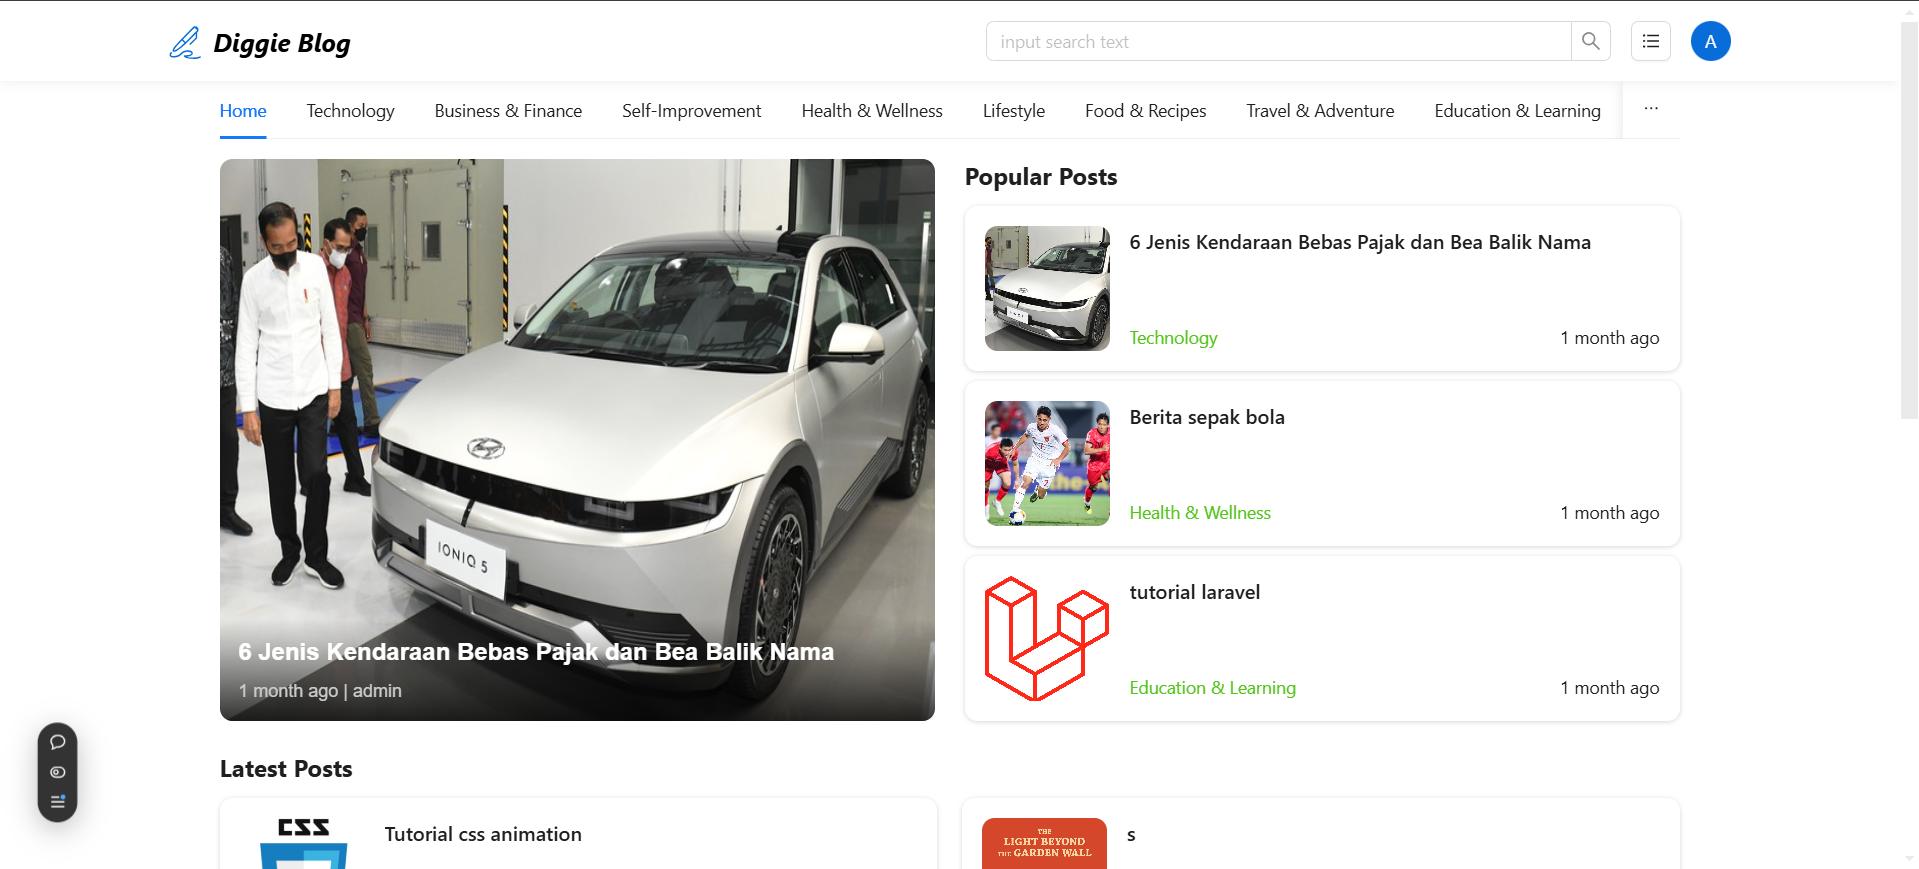 Diggie Blog
input search text
A
Home Technology Business & Finance Self-Improvement Health & Wellness Lifestyle Food & Recipes Travel & Adventure Education & Learning ...
IONIQ 5
6 Jenis Kendaraan Bebas Pajak dan Bea Balik Nama
1 month ago | admin
Popular Posts
6 Jenis Kendaraan Bebas Pajak dan Bea Balik Nama
Technology 1 month ago
Berita sepak bola
Health & Wellness 1 month ago
tutorial laravel
Education & Learning 1 month ago
Latest Posts
CSS
Tutorial css animation
THE
LIGHT BEYOND
THE GARDEN WALL
s